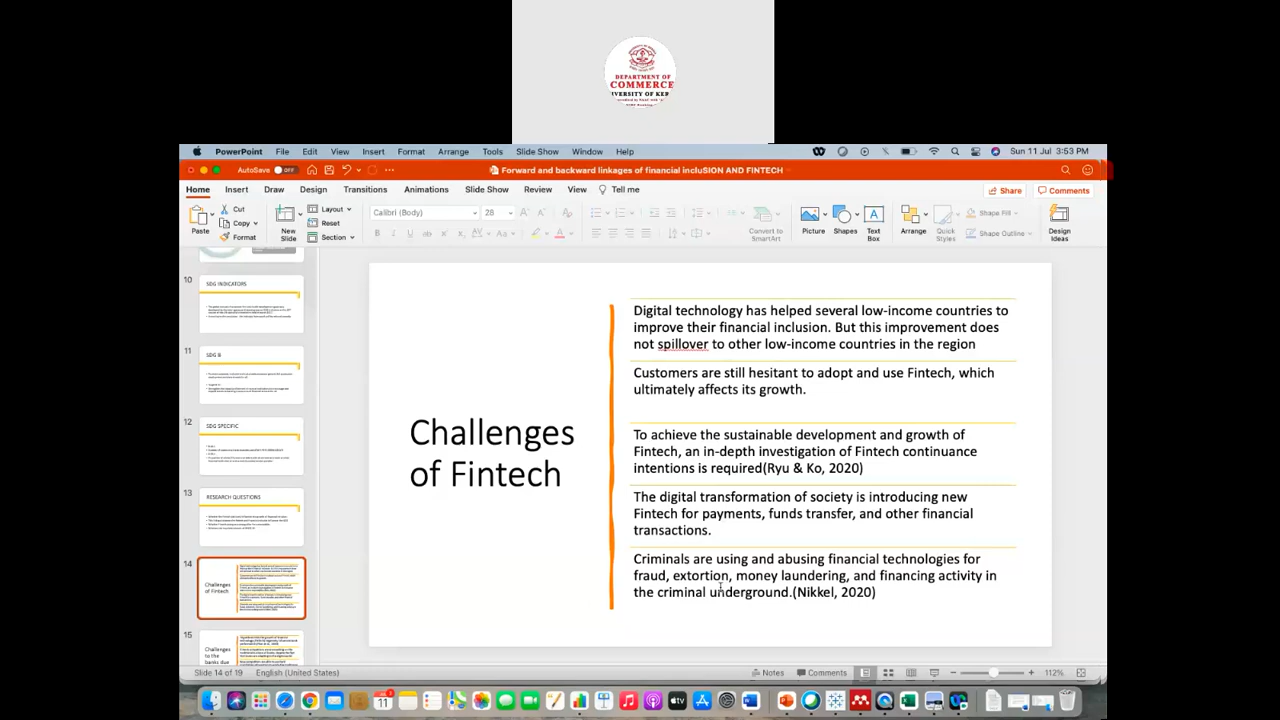 DEPARTMENT OF
COMMERCE
PowerPoint File Edit View Insert Format Arrange Tools Slide Show Window Help Sun 11 Jul 3:53 PM
AutoSave OFF Forward and backward linkages of financial incluSION AND FINTECH
Home Insert Draw Design Transitions Animations Slide Show Review View Tell me Share Comments
Paste Cut Copy Format New Slide Layout Reset Section Calibri (Body) 28 Convert to SmartArt Picture Shapes Text Box Arrange Quick Styles Shape Fill Shape Outline Design Ideas
10
SDG INDICATORS
11
SDG 8
12
SDG SPECIFIC
13
RESEARCH QUESTIONS
14
Challenges
of Fintech
15
Challenges
to the
banks due
Challenges
of Fintech
Digital technology has helped several low-income countries to
improve their financial inclusion. But this improvement does
not spillover to other low-income countries in the region
Customers are still hesitant to adopt and use Fintech, which
ultimately affects its growth.
To achieve the sustainable development and growth of
Fintech, an in-depth investigation of Fintech continuance
intentions is required(Ryu & Ko, 2020)
The digital transformation of society is introducing new
Fintech for payments, funds transfer, and other financial
transactions.
Criminals are using and abusing financial technologies for
fraud, extortion, money laundering, and financing activity in
the criminal underground.(Nikkel, 2020)
Slide 14 of 19 English (United States) Notes Comments 112%